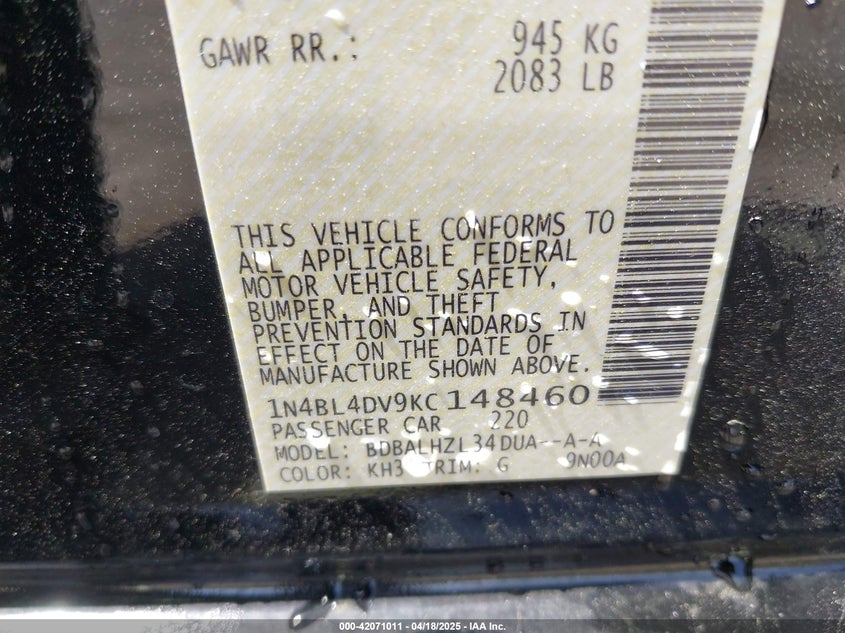 GAWR RR.: 945 KG
2083 LB
THIS VEHICLE CONFORMS TO
ALL APPLICABLE FEDERAL
MOTOR VEHICLE SAFETY,
BUMPER, AND THEFT
PREVENTION STANDARDS IN
EFFECT ON THE DATE OF
MANUFACTURE SHOWN ABOVE.
1N4BL4DV9KC148460
PASSENGER CAR 220
MODEL: BDBALHZL34DUA--A-A
COLOR: KH3 TRIM: G 9N00A
000-42071011 - 04/18/2025 - IAA Inc.